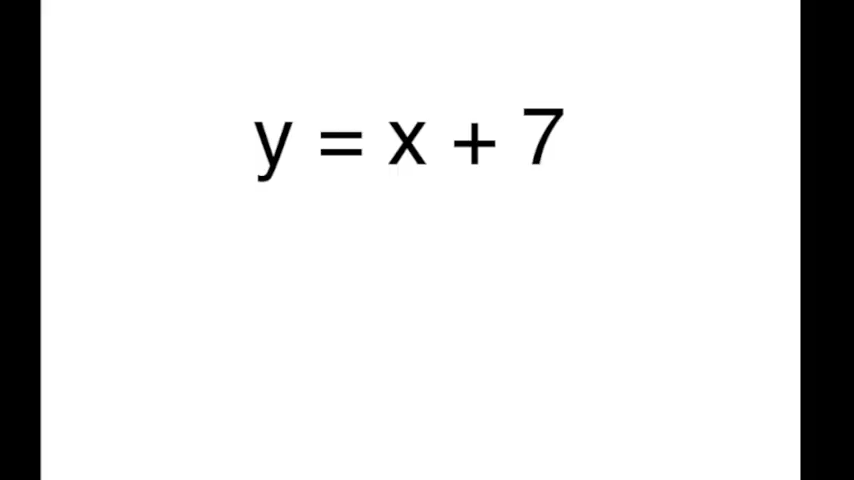 y = x + 7